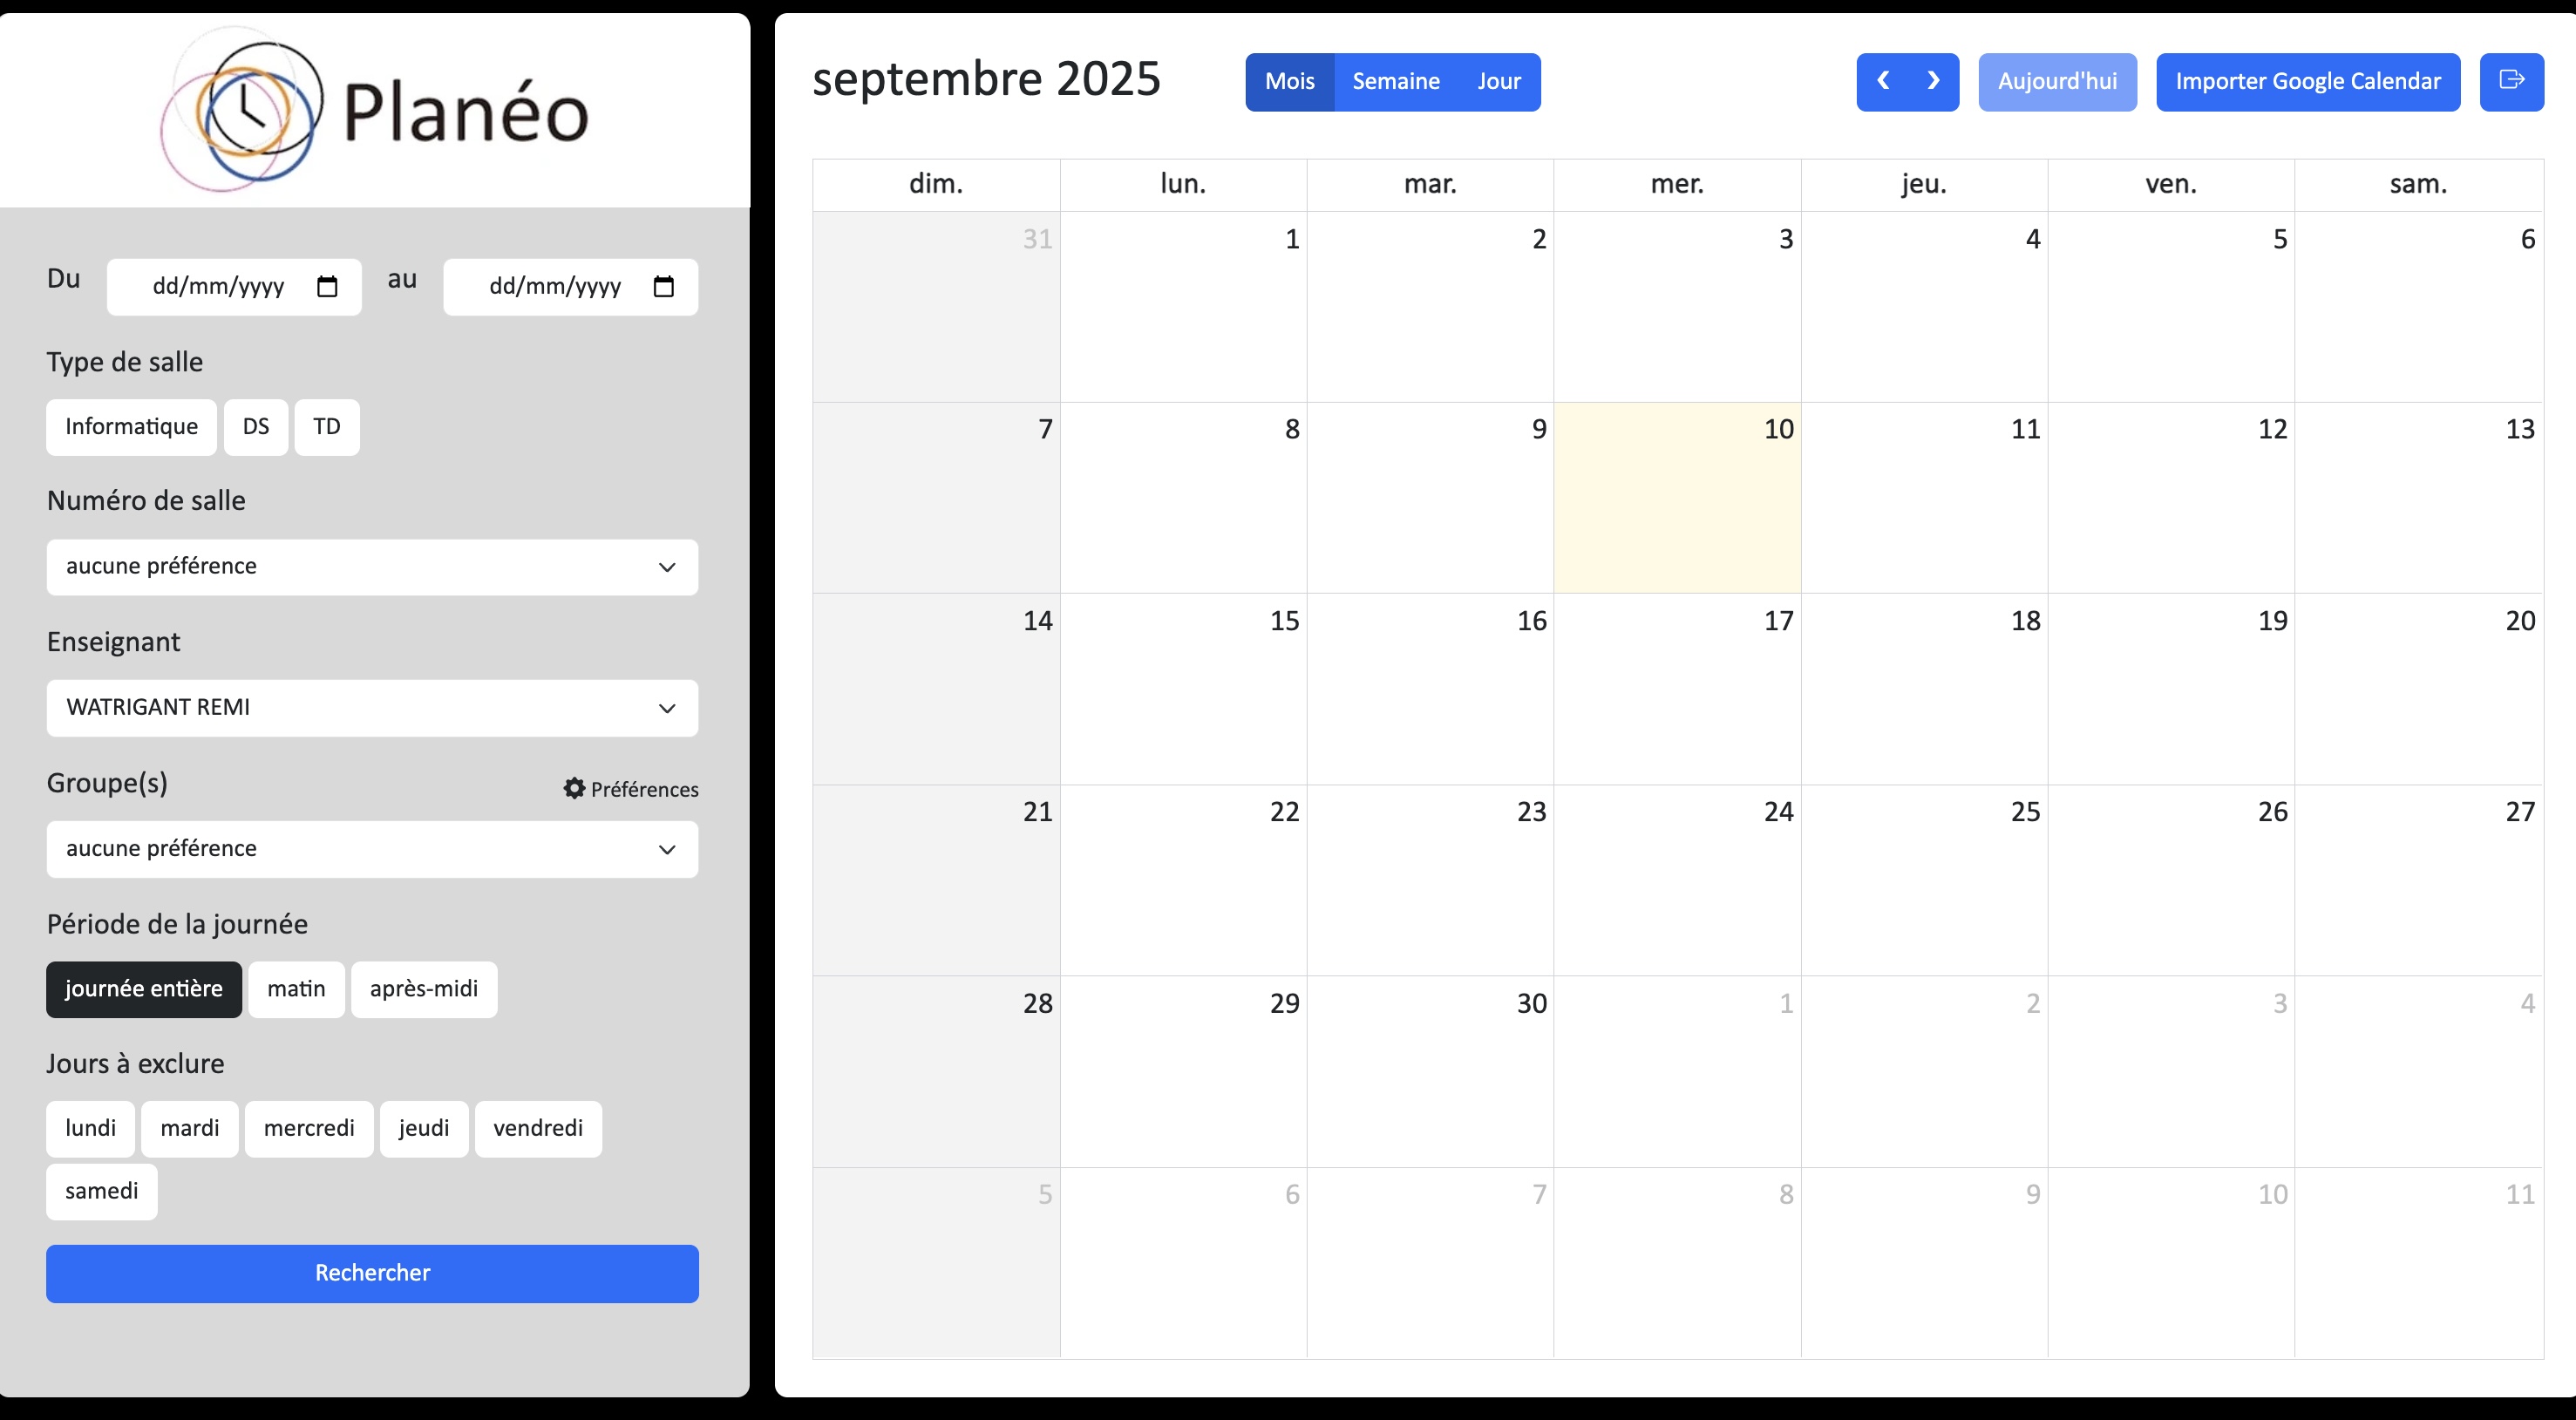 Planéo
Du dd/mm/yyyy au dd/mm/yyyy
Type de salle
Informatique DS TD
Numéro de salle
aucune préférence
Enseignant
WATRIGANT REMI
Groupe(s) Préférences
aucune préférence
Période de la journée
journée entière matin après-midi
Jours à exclure
lundi mardi mercredi jeudi vendredi
samedi
Rechercher
septembre 2025 Mois Semaine Jour Aujourd'hui Importer Google Calendar
dim. lun. mar. mer. jeu. ven. sam.
31 1 2 3 4 5 6
7 8 9 10 11 12 13
14 15 16 17 18 19 20
21 22 23 24 25 26 27
28 29 30 1 2 3 4
5 6 7 8 9 10 11